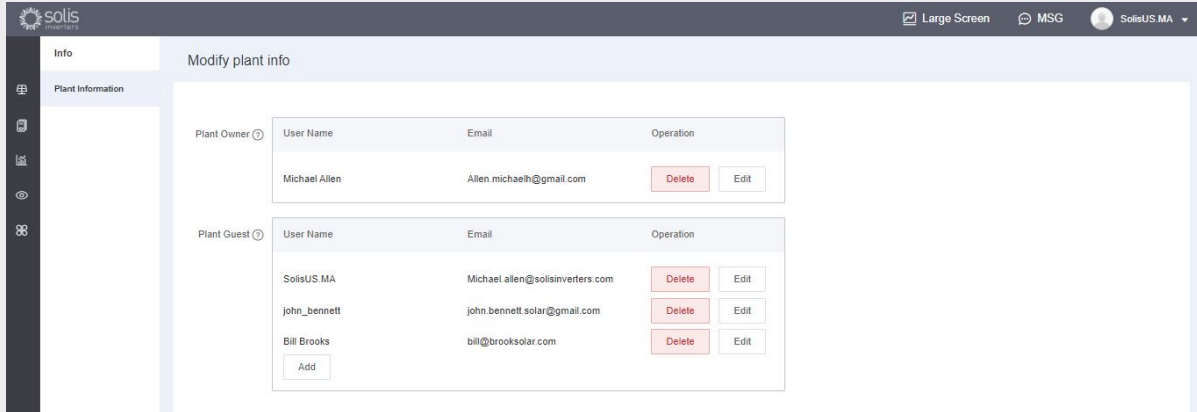 solis
inverters
Large Screen
MSG
SolisUS.MA
Info
Modify plant info
Plant Information
Plant Owner ?
User Name Email Operation
Michael Allen Allen.michaelh@gmail.com Delete Edit
Plant Guest ?
User Name Email Operation
SolisUS.MA Michael.allen@solisinverters.com Delete Edit
john_bennett john.bennett.solar@gmail.com Delete Edit
Bill Brooks bill@brooksolar.com Delete Edit
Add